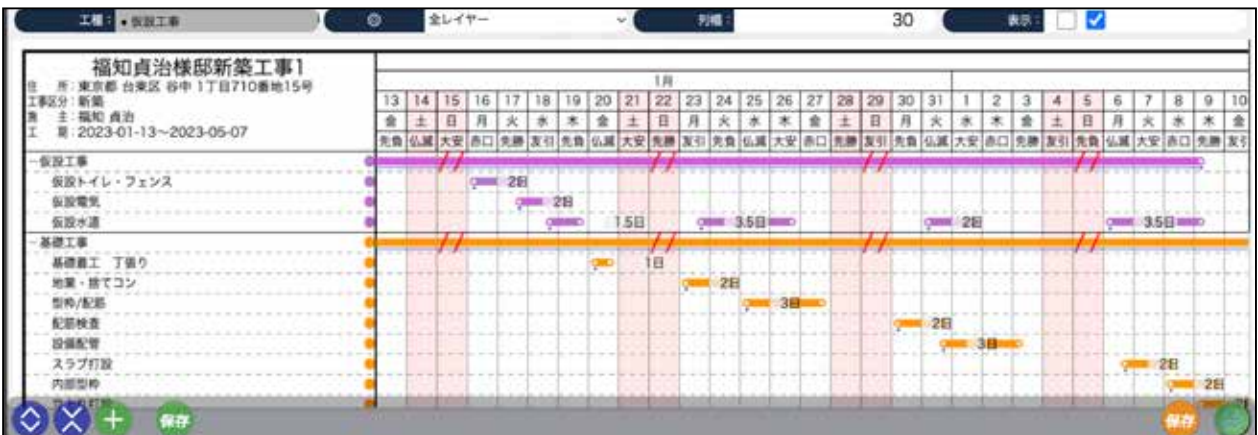 工種: ● 仮設工事 全レイヤー 列幅: 30 表示:
福知貞治様邸新築工事1
住 所:東京都 台東区 谷中 1丁目710番地15号
工事区分:新築
施 主:福知 貞治
工 期:2023-01-13~2023-05-07
1月
13 14 15 16 17 18 19 20 21 22 23 24 25 26 27 28 29 30 31 1 2 3 4 5 6 7 8 9 10
金 土 日 月 火 水 木 金 土 日 月 火 水 木 金 土 日 月 火 水 木 金 土 日 月 火 水 木 金
先負 仏滅 大安 赤口 先勝 友引 先負 仏滅 大安 先勝 友引 先負 仏滅 大安 赤口 先勝 友引 先負 仏滅 大安 赤口 先勝 友引 先負 仏滅 大安 赤口 先勝 友引
-仮設工事
仮設トイレ・フェンス 2日
仮設電気 2日
仮設水道 1.5日 3.5日 2日 3.5日
-基礎工事
基礎着工 丁張り 1日
地業・捨てコン 2日
型枠/配筋 3日
配筋検査 2日
設備配管 3日
スラブ打設 2日
内部型枠 2日
保存 保存